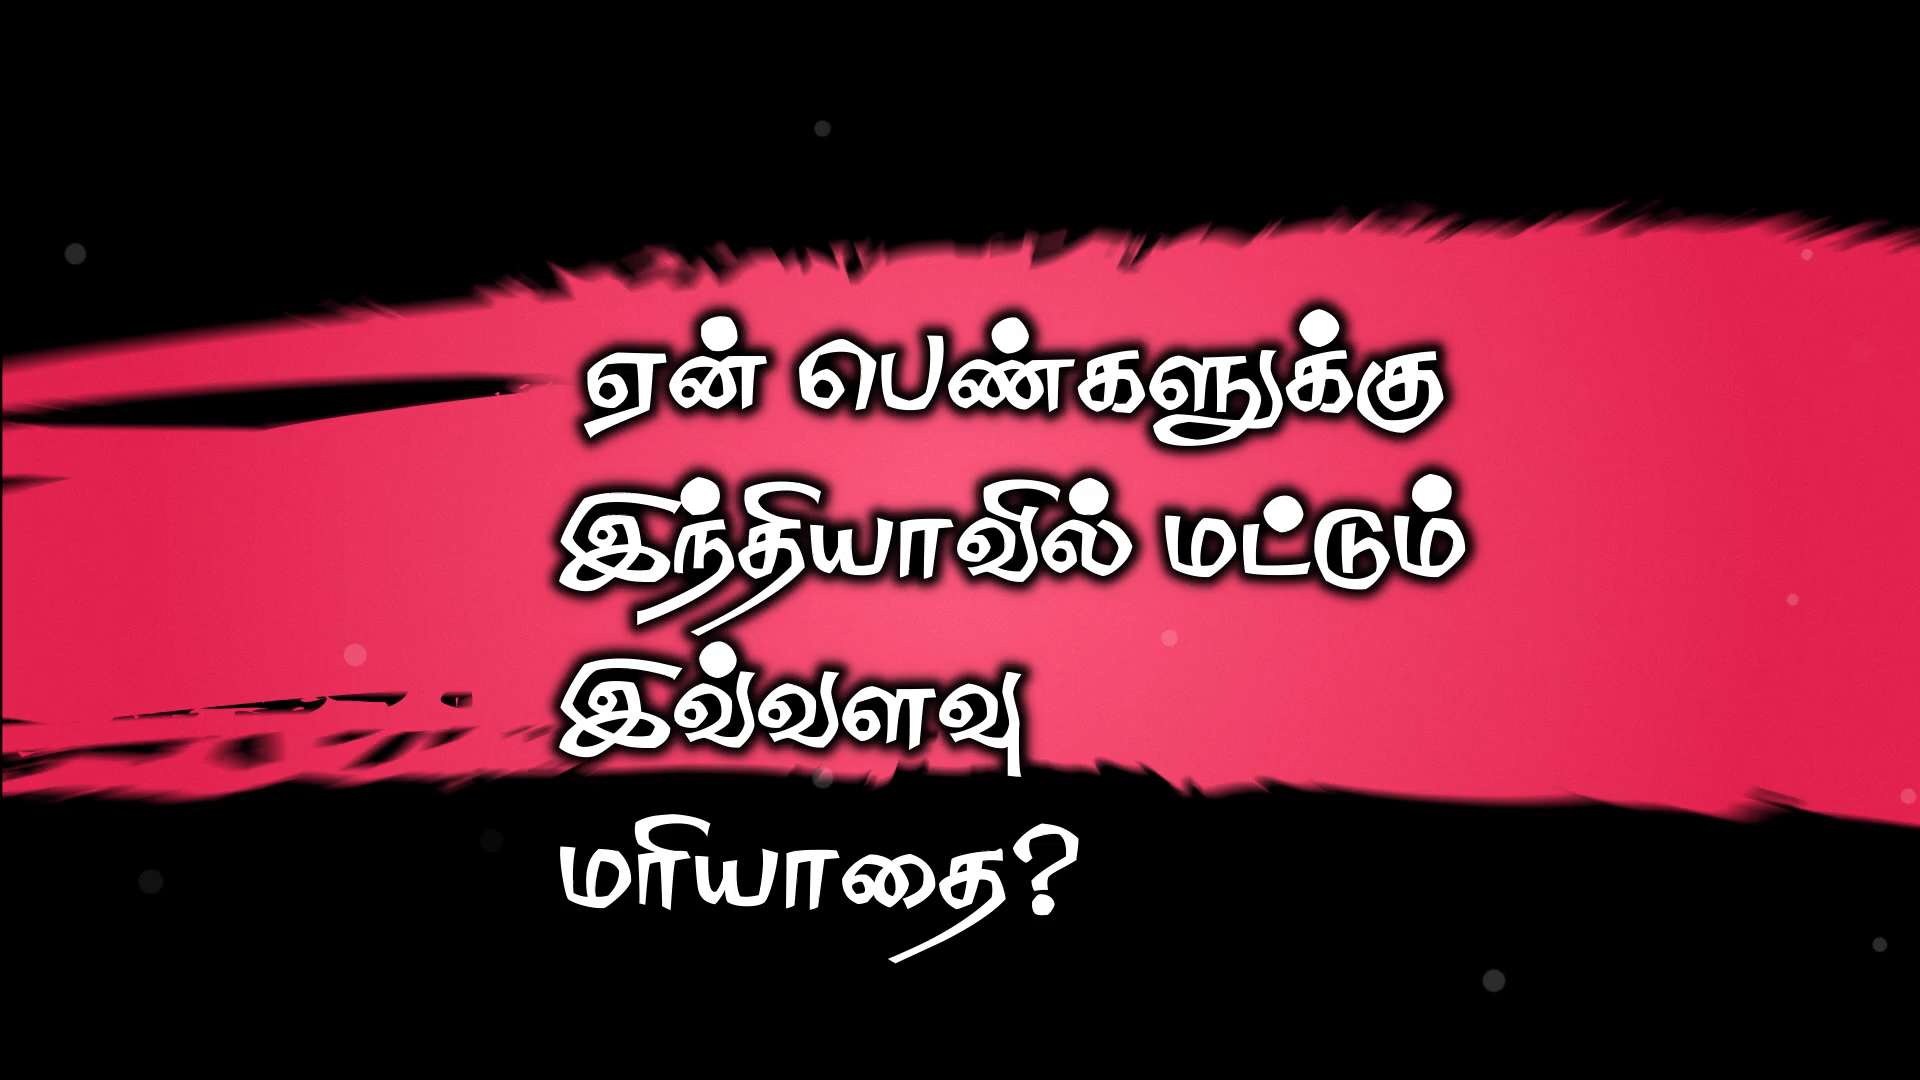 ஏன் பெண்களுக்கு
இந்தியாவில் மட்டும்
இவ்வளவு
மரியாதை?